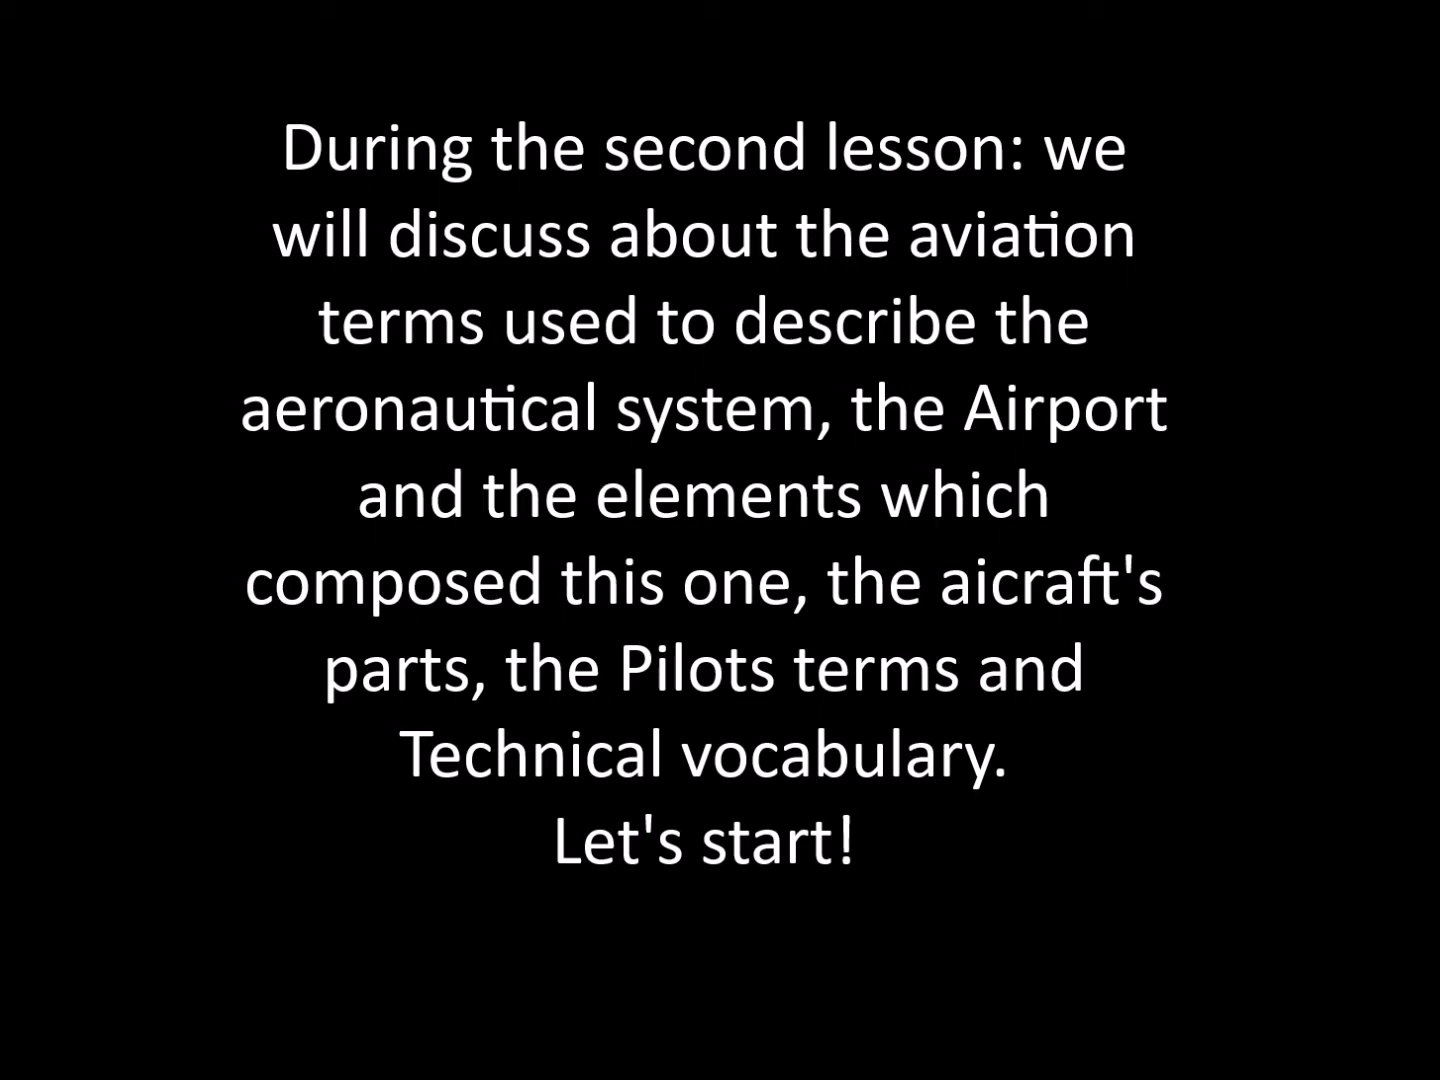 During the second lesson: we
will discuss about the aviation
terms used to describe the
aeronautical system, the Airport
and the elements which
composed this one, the aicraft's
parts, the Pilots terms and
Technical vocabulary.
Let's start!